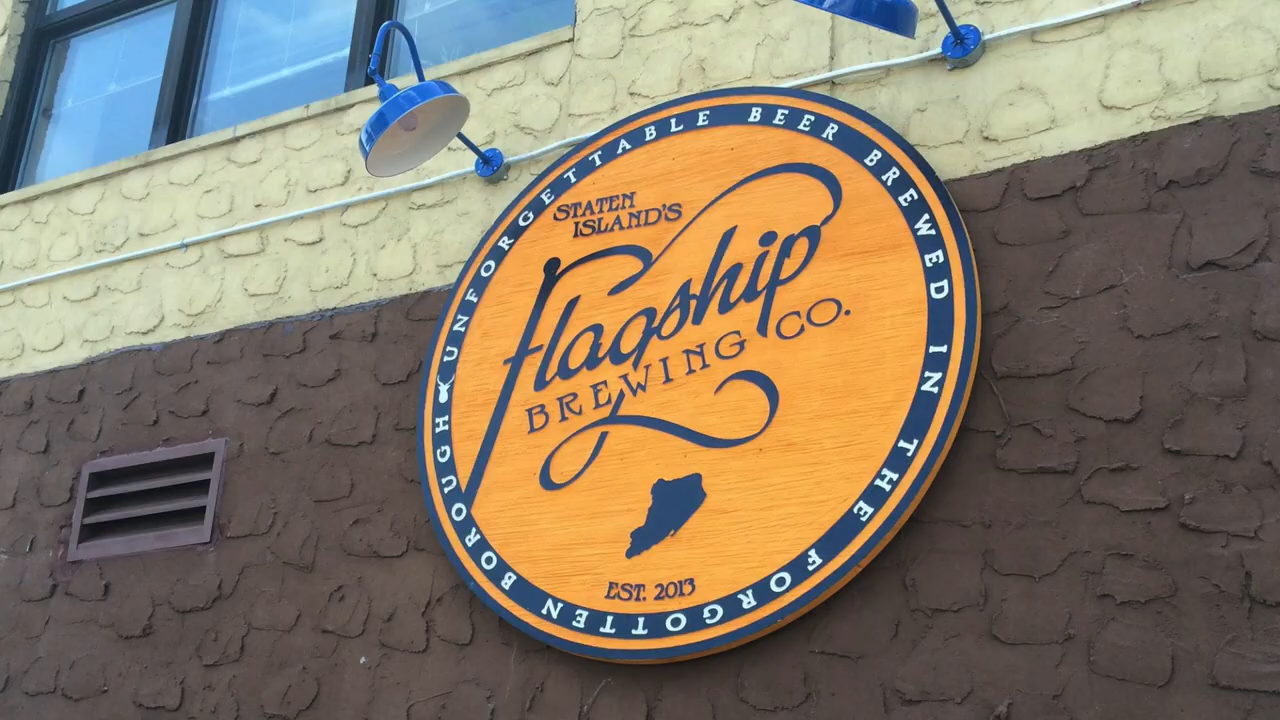 UNFORGETTABLE BEER BREWED IN THE FORGOTTEN BOROUGH
STATEN
ISLAND'S
flagship
BREWING CO.
EST. 2013